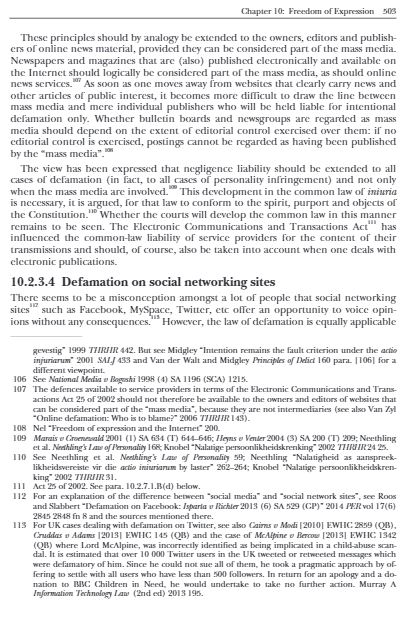 Chapter 10: Freedom of Expression 503
These principles should by analogy be extended to the owners, editors and publish-
ers of online news material, provided they can be considered part of the mass media.
Newspapers and magazines that are (also) published electronically and available on
the Internet should logically be considered part of the mass media, as should online
news services.107 As soon as one moves away from websites that clearly carry news and
other articles of public interest, it becomes more difficult to draw the line between
mass media and mere individual publishers who will be held liable for intentional
defamation only. Whether bulletin boards and newsgroups are regarded as mass
media should depend on the extent of editorial control exercised over them: if no
editorial control is exercised, postings cannot be regarded as having been published
by the "mass media".108
The view has been expressed that negligence liability should be extended to all
cases of defamation (in fact, to all cases of personality infringement) and not only
when the mass media are involved.109 This development in the common law of iniuria
is necessary, it is argued, for that law to conform to the spirit, purport and objects of
the Constitution.110 Whether the courts will develop the common law in this manner
remains to be seen. The Electronic Communications and Transactions Act111 has
influenced the common-law liability of service providers for the content of their
transmissions and should, of course, also be taken into account when one deals with
electronic publications.
10.2.3.4 Defamation on social networking sites
There seems to be a misconception amongst a lot of people that social networking
sites112 such as Facebook, MySpace, Twitter, etc offer an opportunity to voice opin-
ions without any consequences.113 However, the law of defamation is equally applicable
gevestig" 1999 THRHR 442. But see Midgley "Intention remains the fault criterion under the actio
injuriarum" 2001 SALJ 433 and Van der Walt and Midgley Principles of Delict 160 para. [106] for a
different viewpoint.
106 See National Media v Bogoshi 1998 (4) SA 1196 (SCA) 1215.
107 The defences available to service providers in terms of the Electronic Communications and Trans-
actions Act 25 of 2002 should not therefore be available to the owners and editors of websites that
can be considered part of the "mass media", because they are not intermediaries (see also Van Zyl
"Online defamation: Who is to blame?" 2006 THRHR 143).
108 Nel "Freedom of expression and the Internet" 200.
109 Marais v Groenewald 2001 (1) SA 634 (T) 644–646; Heyns v Venter 2004 (3) SA 200 (T) 209; Neethling
et al. Neethling's Law of Personality 168; Knobel "Nalatige persoonlikheidskrenking" 2002 THRHR 24 25.
110 See Neethling et al. Neethling's Law of Personality 59; Neethling "Nalatigheid as aanspreek-
likheidsvereiste vir die actio iniuriarum by laster" 262–264; Knobel "Nalatige persoonlikheidskren-
king" 2002 THRHR 31.
111 Act 25 of 2002. See para. 10.2.7.1.B(d) below.
112 For an explanation of the difference between "social media" and "social network sites", see Roos
and Slabbert "Defamation on Facebook: Isparta v Richter 2013 (6) SA 529 (CP)" 2014 PER vol 17(6)
2845 2848 fn 8 and the sources mentioned there.
113 For UK cases dealing with defamation on Twitter, see also Cairns v Modi [2010] EWHC 2859 (QB),
Cruddas v Adams [2013] EWHC 145 (QB) and the case of McAlpine v Bercow [2013] EWHC 1342
(QB) where Lord McAlpine, was incorrectly identified as being implicated in a child-abuse scan-
dal. It is estimated that over 10 000 Twitter users in the UK tweeted or retweeted messages which
were defamatory of him. Since he could not sue all of them, he took a pragmatic approach by of-
fering to settle with all users who have less than 500 followers. In return for an apology and a do-
nation to BBC Children in Need, he would undertake to take no further action. Murray A
Information Technology Law (2nd ed) 2013 195.